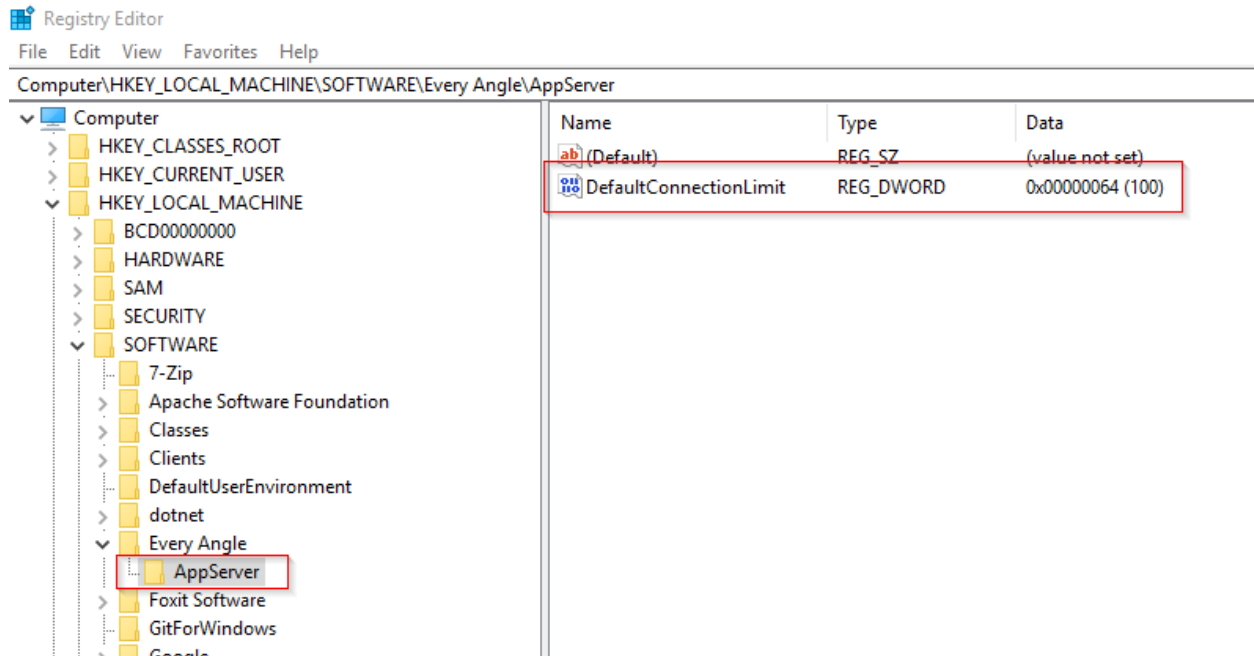 Registry Editor
File Edit View Favorites Help
Computer\HKEY_LOCAL_MACHINE\SOFTWARE\Every Angle\AppServer
Computer
HKEY_CLASSES_ROOT
HKEY_CURRENT_USER
HKEY_LOCAL_MACHINE
BCD00000000
HARDWARE
SAM
SECURITY
SOFTWARE
7-Zip
Apache Software Foundation
Classes
Clients
DefaultUserEnvironment
dotnet
Every Angle
AppServer
Foxit Software
GitForWindows
Google
Name Type Data
ab (Default) REG_SZ (value not set)
DefaultConnectionLimit REG_DWORD 0x00000064 (100)